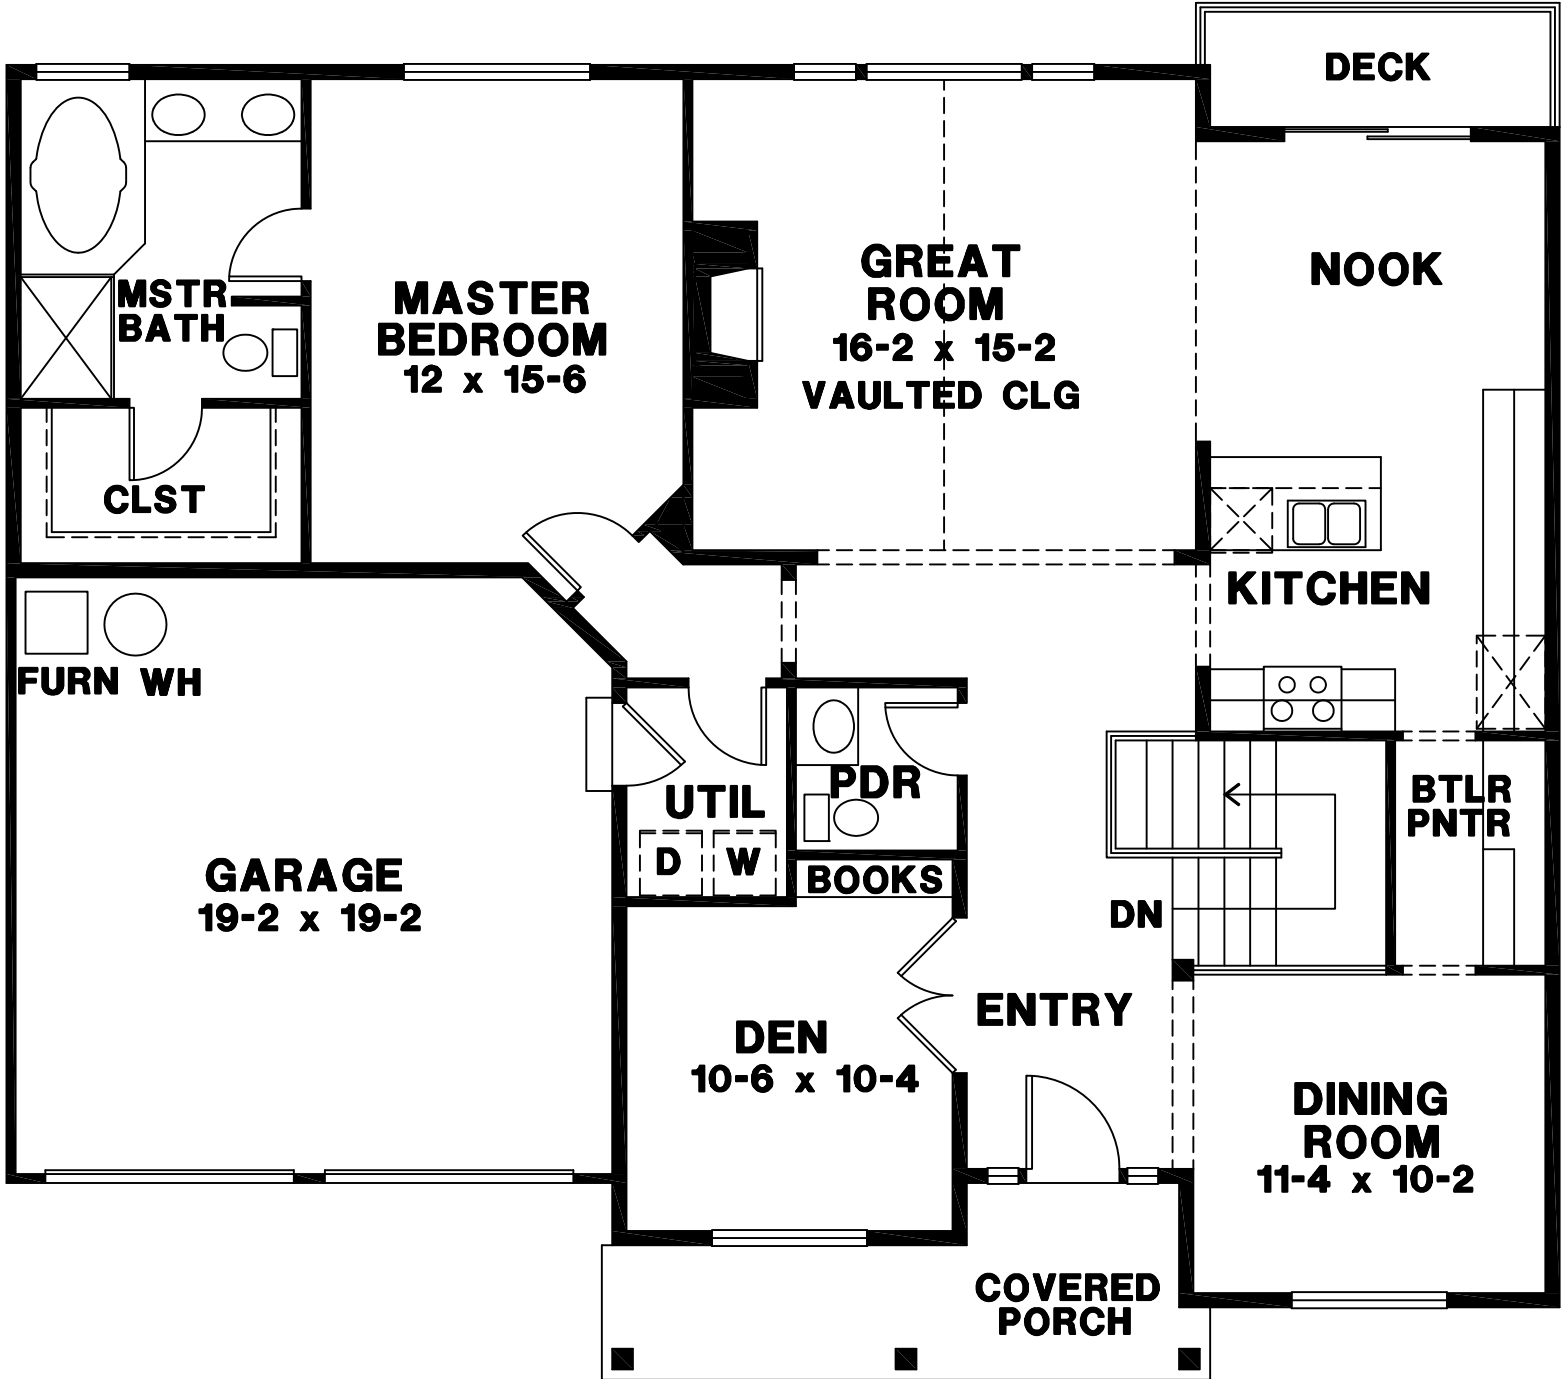 DECK
GREAT
ROOM
16-2 x 15-2
VAULTED CLG
NOOK
MSTR
BATH
MASTER
BEDROOM
12 x 15-6
CLST
KITCHEN
FURN WH
UTIL
PDR
BTLR
PNTR
D W
BOOKS
GARAGE
19-2 x 19-2
DN
ENTRY
DEN
10-6 x 10-4
DINING
ROOM
11-4 x 10-2
COVERED
PORCH